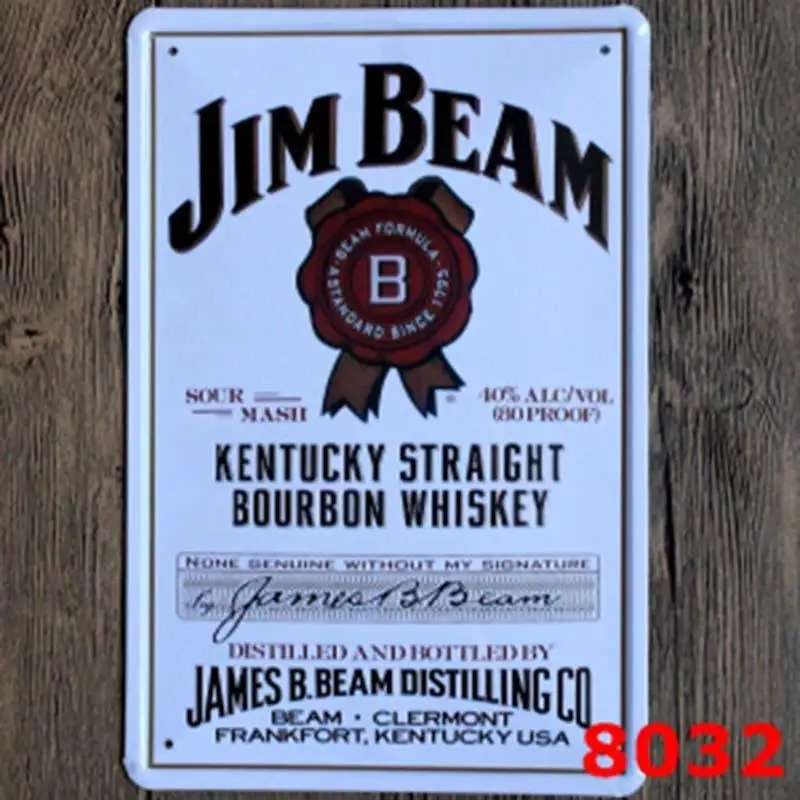 JIM BEAM
·BEAM FORMULA·
B
A STANDARD SINCE 1795
SOUR
MASH
40% ALC/VOL
(80 PROOF)
®
KENTUCKY STRAIGHT
BOURBON WHISKEY
NONE GENUINE WITHOUT MY SIGNATURE
by James B Beam
DISTILLED AND BOTTLED BY
JAMES B. BEAM DISTILLING CO
BEAM · CLERMONT
FRANKFORT, KENTUCKY USA
8032